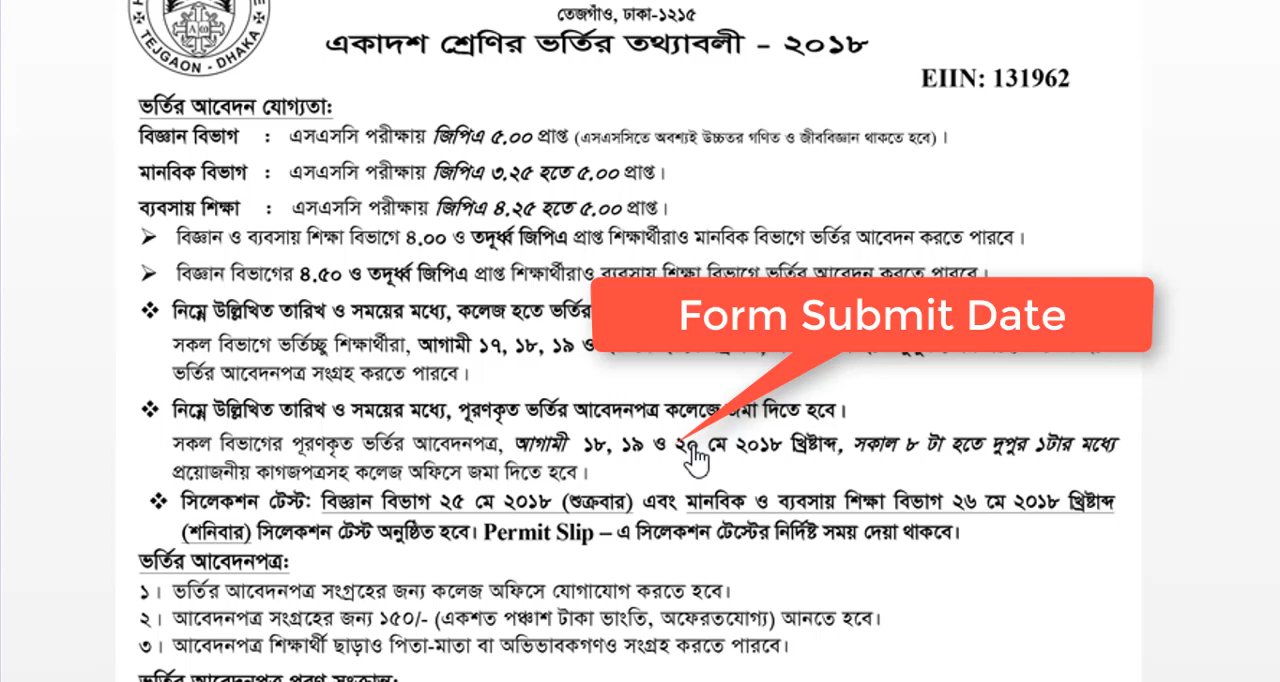 TEJGAON - DHAKA
তেজগাঁও, ঢাকা-১২১৫
একাদশ শ্রেণির ভর্তির তথ্যাবলী - ২০১৮
EIIN: 131962
ভর্তির আবেদন যোগ্যতা:
বিজ্ঞান বিভাগ : এসএসসি পরীক্ষায় জিপিএ ৫.০০ প্রাপ্ত (এসএসসিতে অবশ্যই উচ্চতর গণিত ও জীববিজ্ঞান থাকতে হবে) ।
মানবিক বিভাগ : এসএসসি পরীক্ষায় জিপিএ ৩.২৫ হতে ৫.০০ প্রাপ্ত।
ব্যবসায় শিক্ষা : এসএসসি পরীক্ষায় জিপিএ ৪.২৫ হতে ৫.০০ প্রাপ্ত।
➢ বিজ্ঞান ও ব্যবসায় শিক্ষা বিভাগে ৪.০০ ও তদূর্ধ্ব জিপিএ প্রাপ্ত শিক্ষার্থীরাও মানবিক বিভাগে ভর্তির আবেদন করতে পারবে।
➢ বিজ্ঞান বিভাগের ৪.৫০ ও তদূর্ধ্ব জিপিএ প্রাপ্ত শিক্ষার্থীরাও ব্যবসায় শিক্ষা বিভাগে ভর্তির আবেদন করতে পারবে।
❖ নিম্নে উল্লিখিত তারিখ ও সময়ের মধ্যে, কলেজ হতে ভর্তির
Form Submit Date
সকল বিভাগে ভর্তিচ্ছু শিক্ষার্থীরা, আগামী ১৭, ১৮, ১৯ ও
ভর্তির আবেদনপত্র সংগ্রহ করতে পারবে।
❖ নিম্নে উল্লিখিত তারিখ ও সময়ের মধ্যে, পূরণকৃত ভর্তির আবেদনপত্র কলেজে জমা দিতে হবে।
সকল বিভাগের পূরণকৃত ভর্তির আবেদনপত্র, আগামী ১৮, ১৯ ও ২০ মে ২০১৮ খ্রিষ্টাব্দ, সকাল ৮ টা হতে দুপুর ১টার মধ্যে
প্রয়োজনীয় কাগজপত্রসহ কলেজ অফিসে জমা দিতে হবে।
❖ সিলেকশন টেস্ট: বিজ্ঞান বিভাগ ২৫ মে ২০১৮ (শুক্রবার) এবং মানবিক ও ব্যবসায় শিক্ষা বিভাগ ২৬ মে ২০১৮ খ্রিষ্টাব্দ
(শনিবার) সিলেকশন টেস্ট অনুষ্ঠিত হবে। Permit Slip – এ সিলেকশন টেস্টের নির্দিষ্ট সময় দেয়া থাকবে।
ভর্তির আবেদনপত্র:
১। ভর্তির আবেদনপত্র সংগ্রহের জন্য কলেজ অফিসে যোগাযোগ করতে হবে।
২। আবেদনপত্র সংগ্রহের জন্য ১৫০/- (একশত পঞ্চাশ টাকা ভাংতি, অফেরতযোগ্য) আনতে হবে।
৩। আবেদনপত্র শিক্ষার্থী ছাড়াও পিতা-মাতা বা অভিভাবকগণও সংগ্রহ করতে পারবে।
ভর্তির আবেদনপত্র পূরণ সংক্রান্ত: